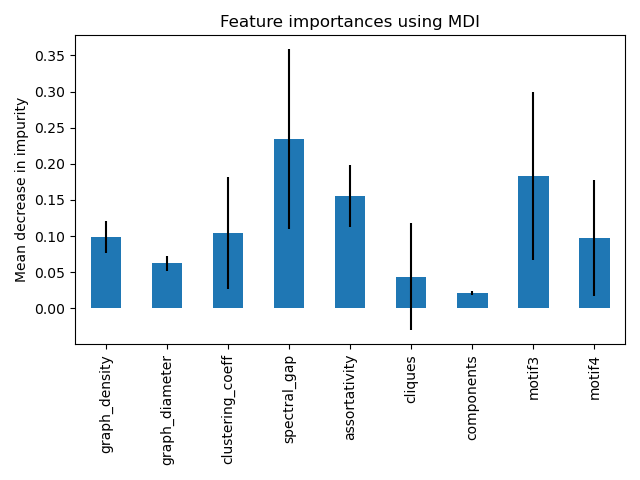 Feature importances using MDI
Mean decrease in impurity
0.35
0.30
0.25
0.20
0.15
0.10
0.05
0.00
graph_density
graph_diameter
clustering_coeff
spectral_gap
assortativity
cliques
components
motif3
motif4